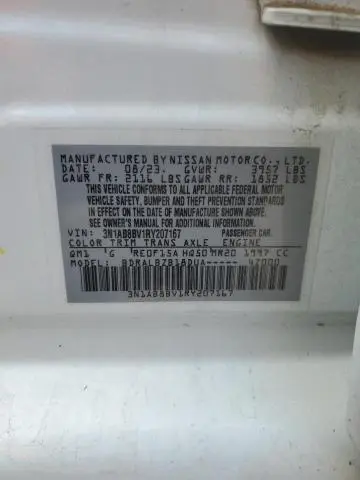 MANUFACTURED BY NISSAN MOTOR CO., LTD.
DATE: 08/23 GVWR: 3957 LBS
GAWR FR: 2116 LBS GAWR RR: 1852 LBS
THIS VEHICLE CONFORMS TO ALL APPLICABLE FEDERAL MOTOR
VEHICLE SAFETY, BUMPER AND THEFT PREVENTION STANDARDS
IN EFFECT ON THE DATE OF MANUFACTURE SHOWN ABOVE.
SEE OWNER'S MANUAL.
VIN: 3N1AB8BV1RY207167 PASSENGER CAR.
COLOR TRIM TRANS AXLE ENGINE
QM1 G RE0F15A HQ50 MR20 1997 CC
MODEL: BDRALBZB18DUA----- 4Z000
3N1AB8BV1RY207167